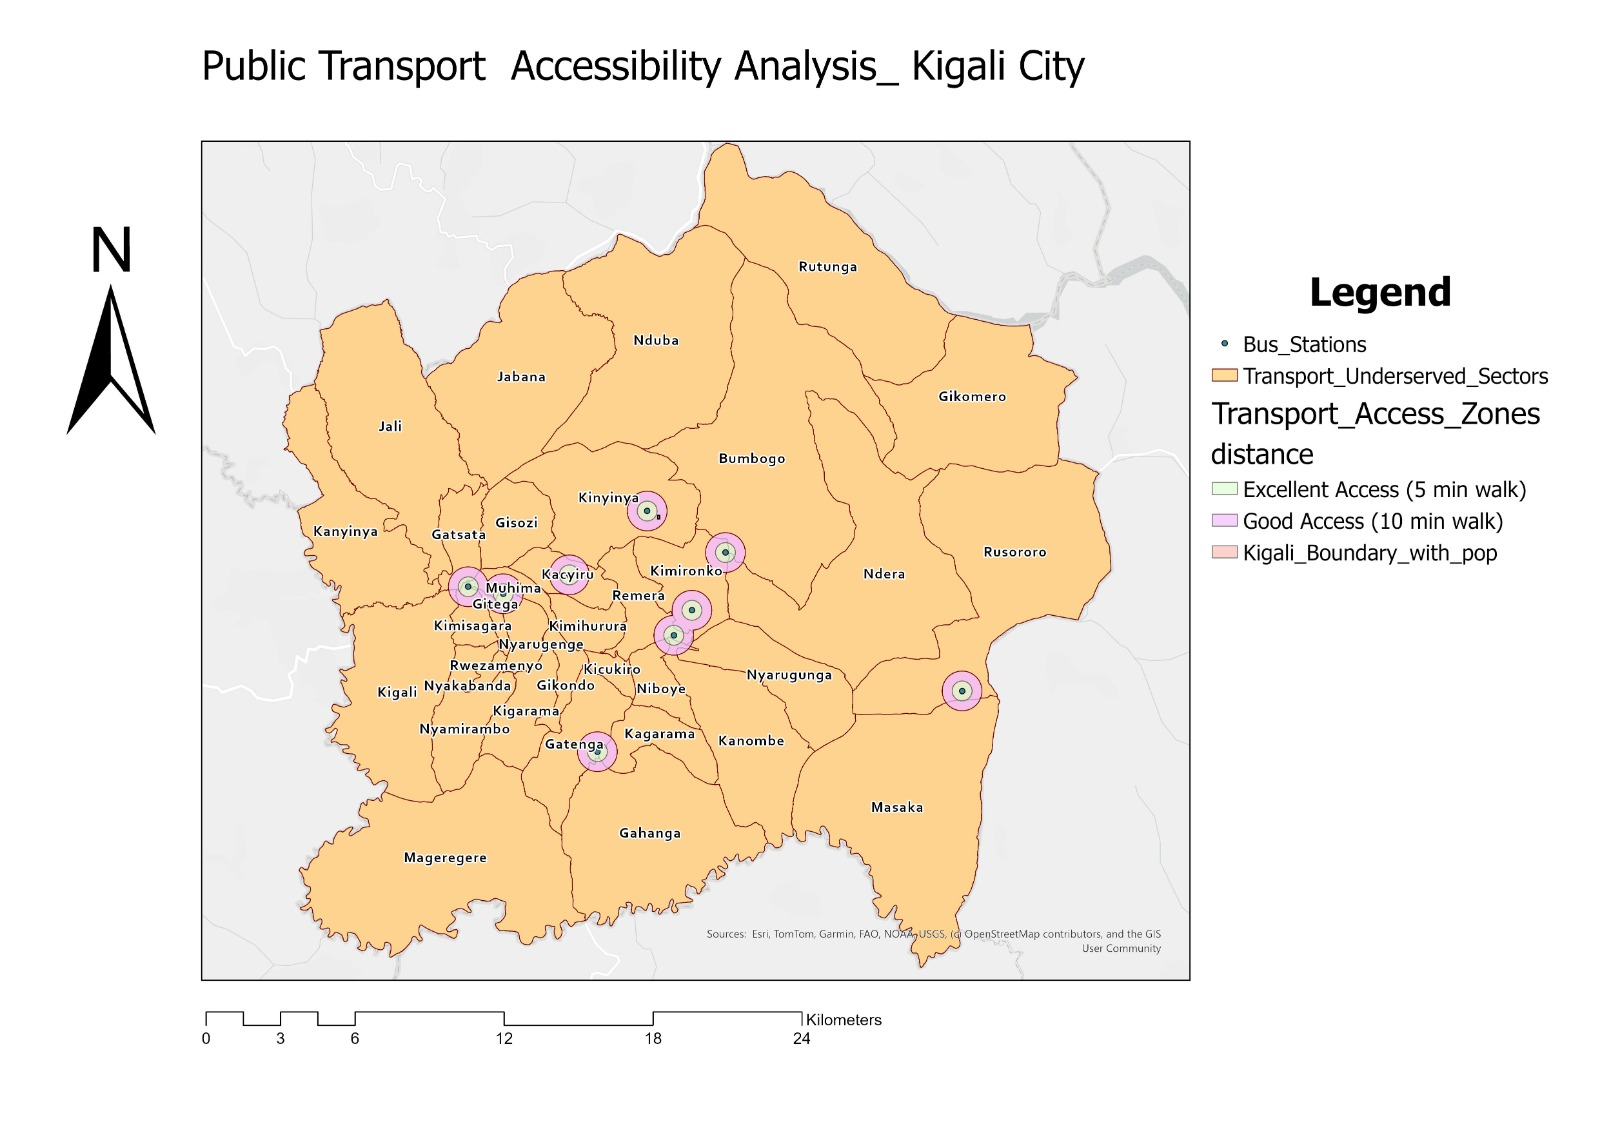 Public Transport  Accessibility Analysis_ Kigali City
N
Rutunga
Nduba
Jabana
Gikomero
Jali
Bumbogo
Kinyinya
Gisozi
Kanyinya
Gatsata
Rusororo
Kimironko
Kacyiru
Ndera
Muhima
Remera
Gitega
Kimisagara
Kimihurura
Nyarugenge
Rwezamenyo
Kicukiro
Nyarugunga
Nyakabanda
Gikondo
Niboye
Kigali
Kigarama
Nyamirambo
Kagarama
Gatenga
Kanombe
Masaka
Gahanga
Mageregere
Sources: Esri, TomTom, Garmin, FAO, NOAA, USGS, (c) OpenStreetMap contributors, and the GIS
User Community
Legend
Bus_Stations
Transport_Underserved_Sectors
Transport_Access_Zones
distance
Excellent Access (5 min walk)
Good Access (10 min walk)
Kigali_Boundary_with_pop
Kilometers
0 3 6 12 18 24